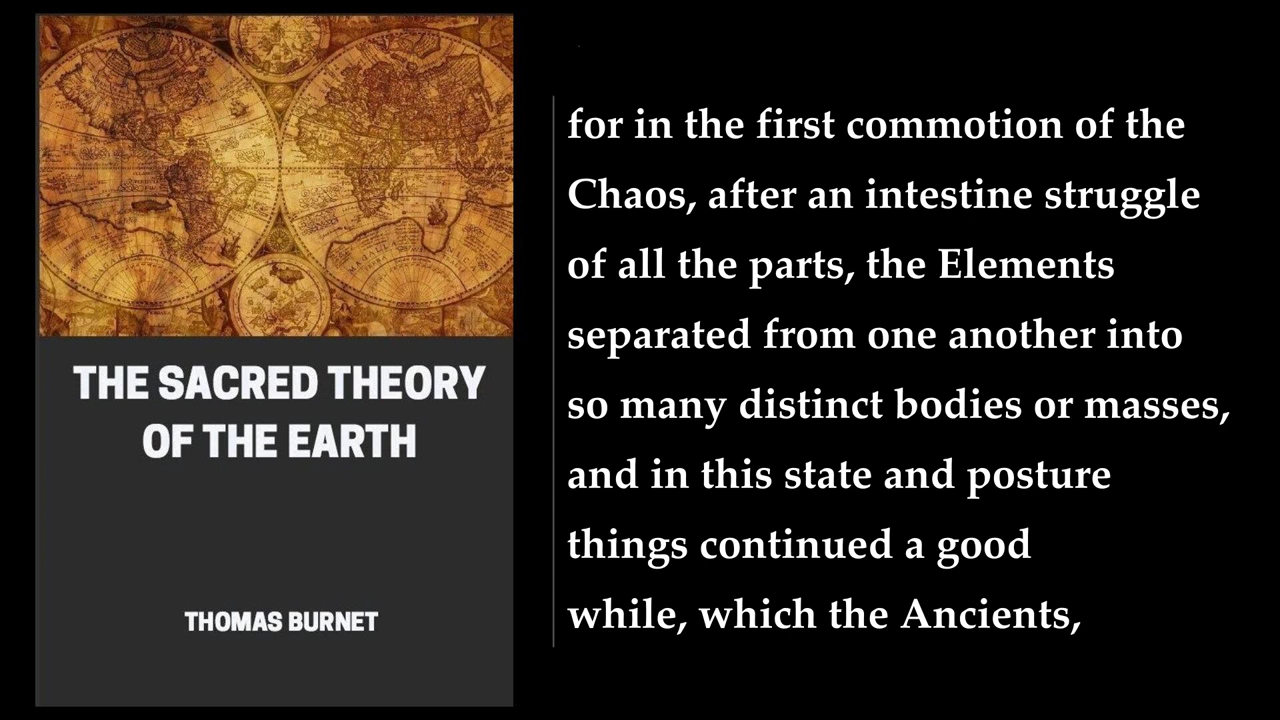 THE SACRED THEORY
OF THE EARTH
THOMAS BURNET
for in the first commotion of the
Chaos, after an intestine struggle
of all the parts, the Elements
separated from one another into
so many distinct bodies or masses,
and in this state and posture
things continued a good
while, which the Ancients,